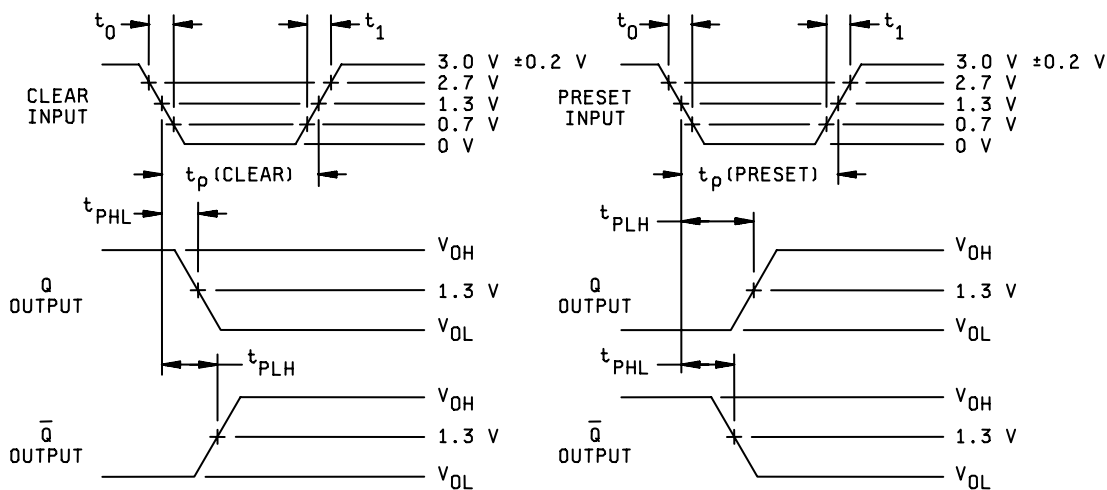 t0 t1
3.0 V ±0.2 V
2.7 V
CLEAR INPUT
1.3 V
0.7 V
0 V
tp (CLEAR)
tPHL
VOH
Q OUTPUT
1.3 V
VOL
tPLH
VOH
Q̅ OUTPUT
1.3 V
VOL
t0 t1
3.0 V ±0.2 V
2.7 V
PRESET INPUT
1.3 V
0.7 V
0 V
tp (PRESET)
tPLH
VOH
Q OUTPUT
1.3 V
VOL
tPHL
VOH
Q̅ OUTPUT
1.3 V
VOL